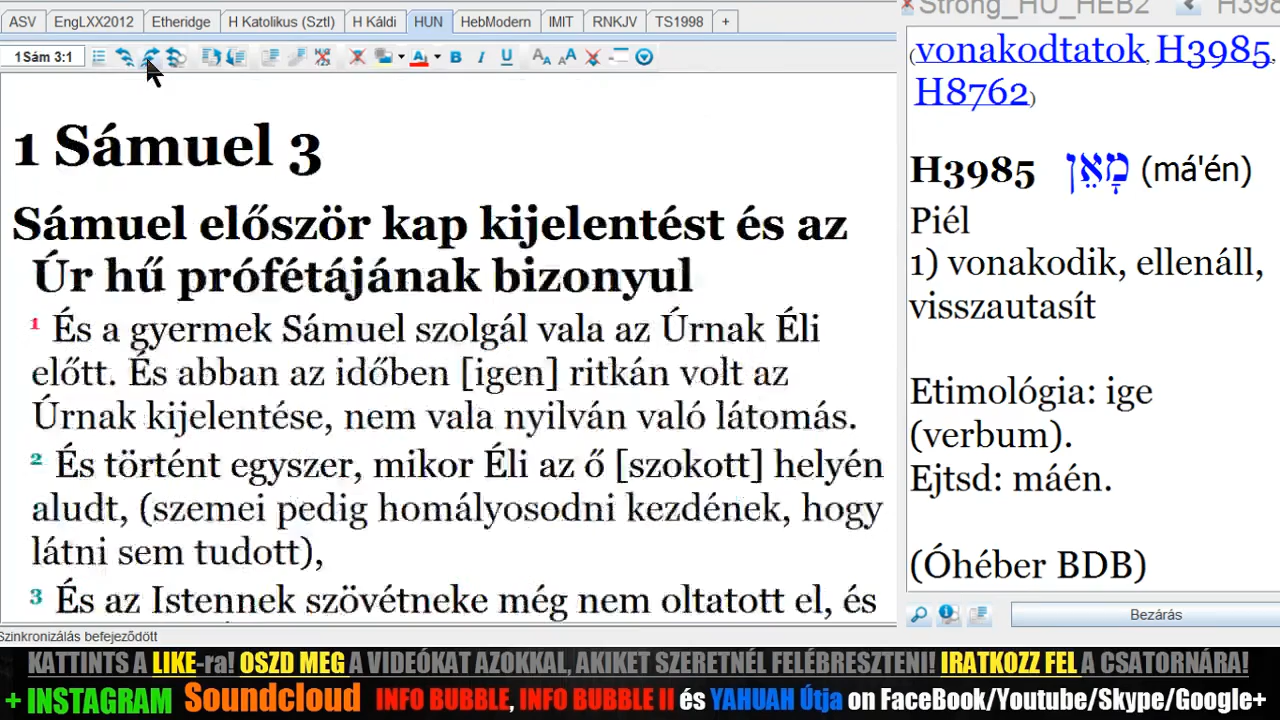 ASV EngLXX2012 Etheridge H Katolikus (Sztl) H Káldi HUN HebModern IMIT RNKJV TS1998 +
1Sám 3:1
1 Sámuel 3
Sámuel először kap kijelentést és az
Úr hű prófétájának bizonyul
1 És a gyermek Sámuel szolgál vala az Úrnak Éli
előtt. És abban az időben [igen] ritkán volt az
Úrnak kijelentése, nem vala nyilván való látomás.
2 És történt egyszer, mikor Éli az ő [szokott] helyén
aludt, (szemei pedig homályosodni kezdének, hogy
látni sem tudott),
3 És az Istennek szövétneke még nem oltatott el, és
Szinkronizálás befejeződött
Strong_HU_HEB2 H398
(vonakodtatok, H3985,
H8762)
H3985 מָאֵן (má'én)
Piél
1) vonakodik, ellenáll,
visszautasít
Etimológia: ige
(verbum).
Ejtsd: máén.
(Óhéber BDB)
Bezárás
KATTINTS A LIKE-ra! OSZD MEG A VIDEÓKAT AZOKKAL, AKIKET SZERETNÉL FELÉBRESZTENI! IRATKOZZ FEL A CSATORNÁRA!
+ INSTAGRAM Soundcloud INFO BUBBLE, INFO BUBBLE II és YAHUAH Útja on FaceBook/Youtube/Skype/Google+